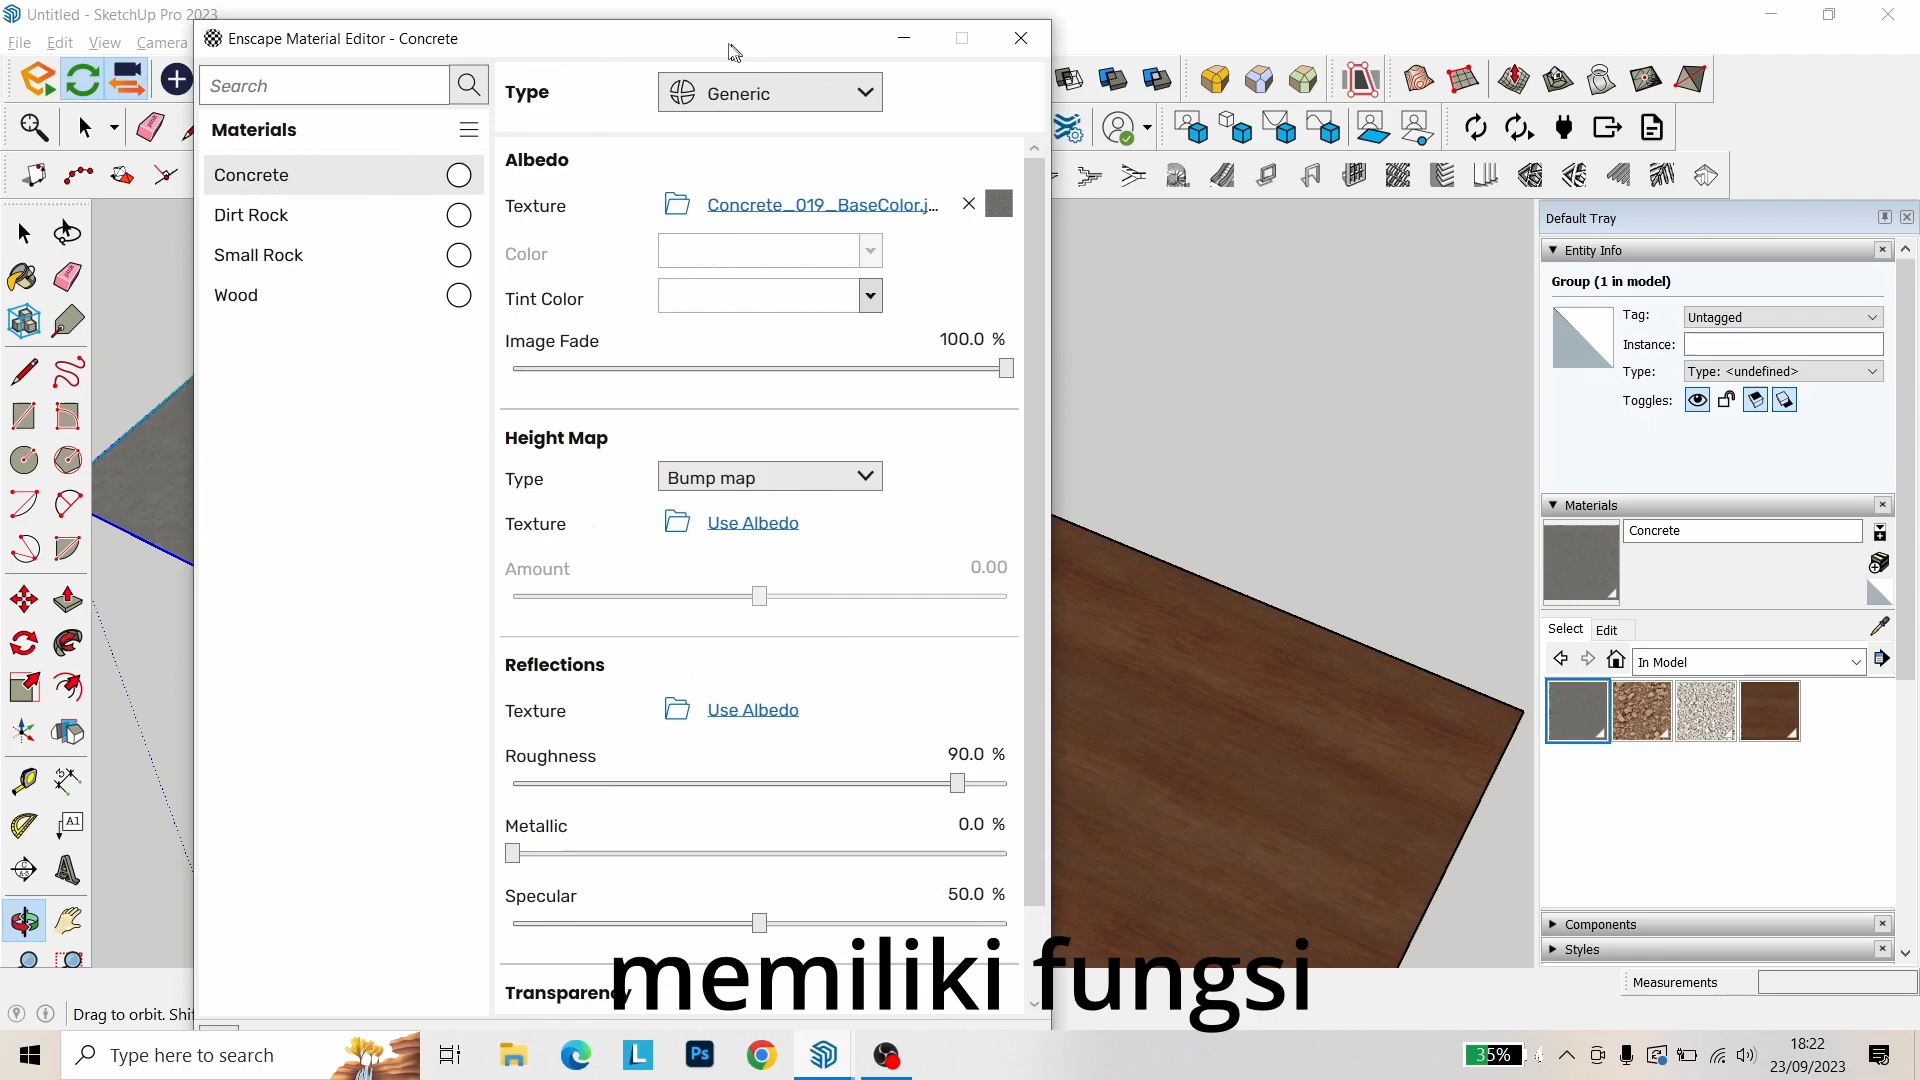 Untitled - SketchUp Pro 2023
File Edit View Camera
Enscape Material Editor - Concrete
Search
Materials
Concrete
Dirt Rock
Small Rock
Wood
Type
Generic
Albedo
Texture
Concrete_019_BaseColor.j...
Color
Tint Color
Image Fade
100.0 %
Height Map
Type
Bump map
Texture
Use Albedo
Amount
0.00
Reflections
Texture
Use Albedo
Roughness
90.0 %
Metallic
0.0 %
Specular
50.0 %
Transparency
memiliki fungsi
Default Tray
Entity Info
Group (1 in model)
Tag:
Untagged
Instance:
Type:
Type: <undefined>
Toggles:
Materials
Concrete
Select Edit
In Model
Components
Styles
Measurements
A1
Drag to orbit. Shi
Type here to search
L
Ps
35%
18:22
23/09/2023